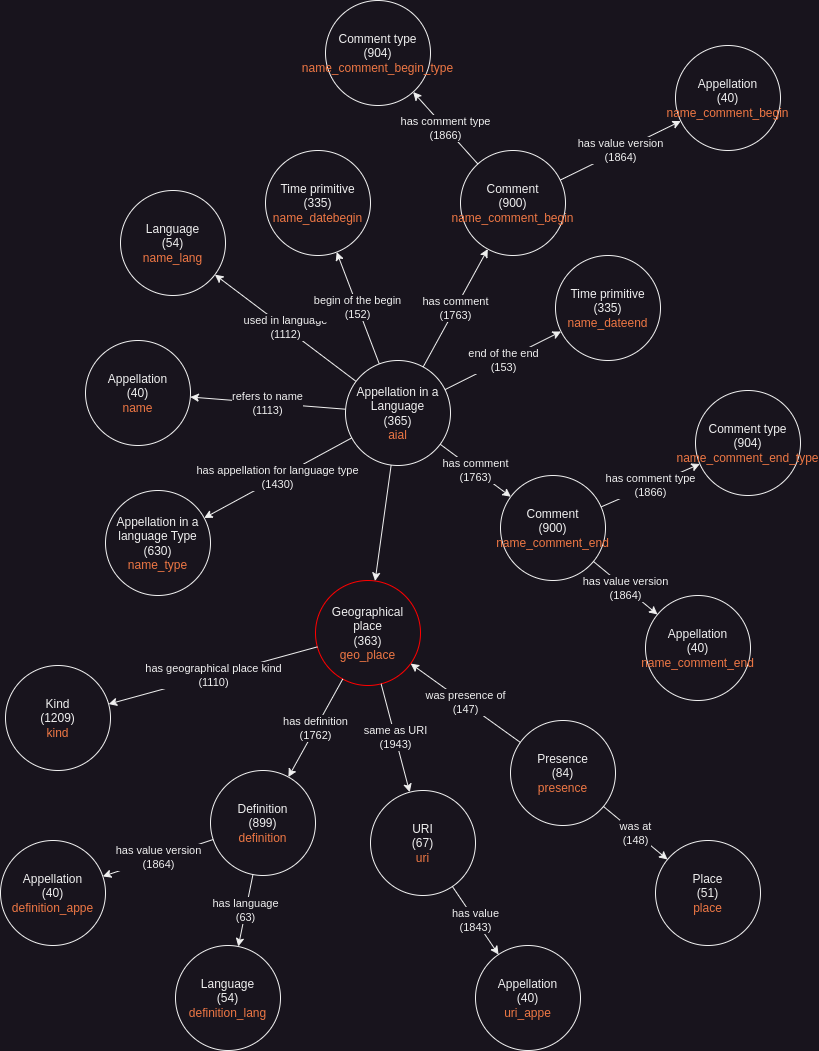 Comment type
(904)
name_comment_begin_type
Appellation
(40)
name_comment_begin
has comment type
(1866)
has value version
(1864)
Time primitive
(335)
name_datebegin
Comment
(900)
name_comment_begin
Language
(54)
name_lang
Time primitive
(335)
name_dateend
begin of the begin
(152)
has comment
(1763)
used in language
(1112)
end of the end
(153)
Appellation
(40)
name
refers to name
(1113)
Appellation in a
Language
(365)
aial
Comment type
(904)
name_comment_end_type
has appellation for language type
(1430)
has comment
(1763)
has comment type
(1866)
Appellation in a
language Type
(630)
name_type
Comment
(900)
name_comment_end
has value version
(1864)
Geographical
place
(363)
geo_place
Appellation
(40)
name_comment_end
has geographical place kind
(1110)
was presence of
(147)
Kind
(1209)
kind
has definition
(1762)
same as URI
(1943)
Presence
(84)
presence
Definition
(899)
definition
URI
(67)
uri
was at
(148)
has value version
(1864)
Appellation
(40)
definition_appe
Place
(51)
place
has language
(63)
has value
(1843)
Language
(54)
definition_lang
Appellation
(40)
uri_appe